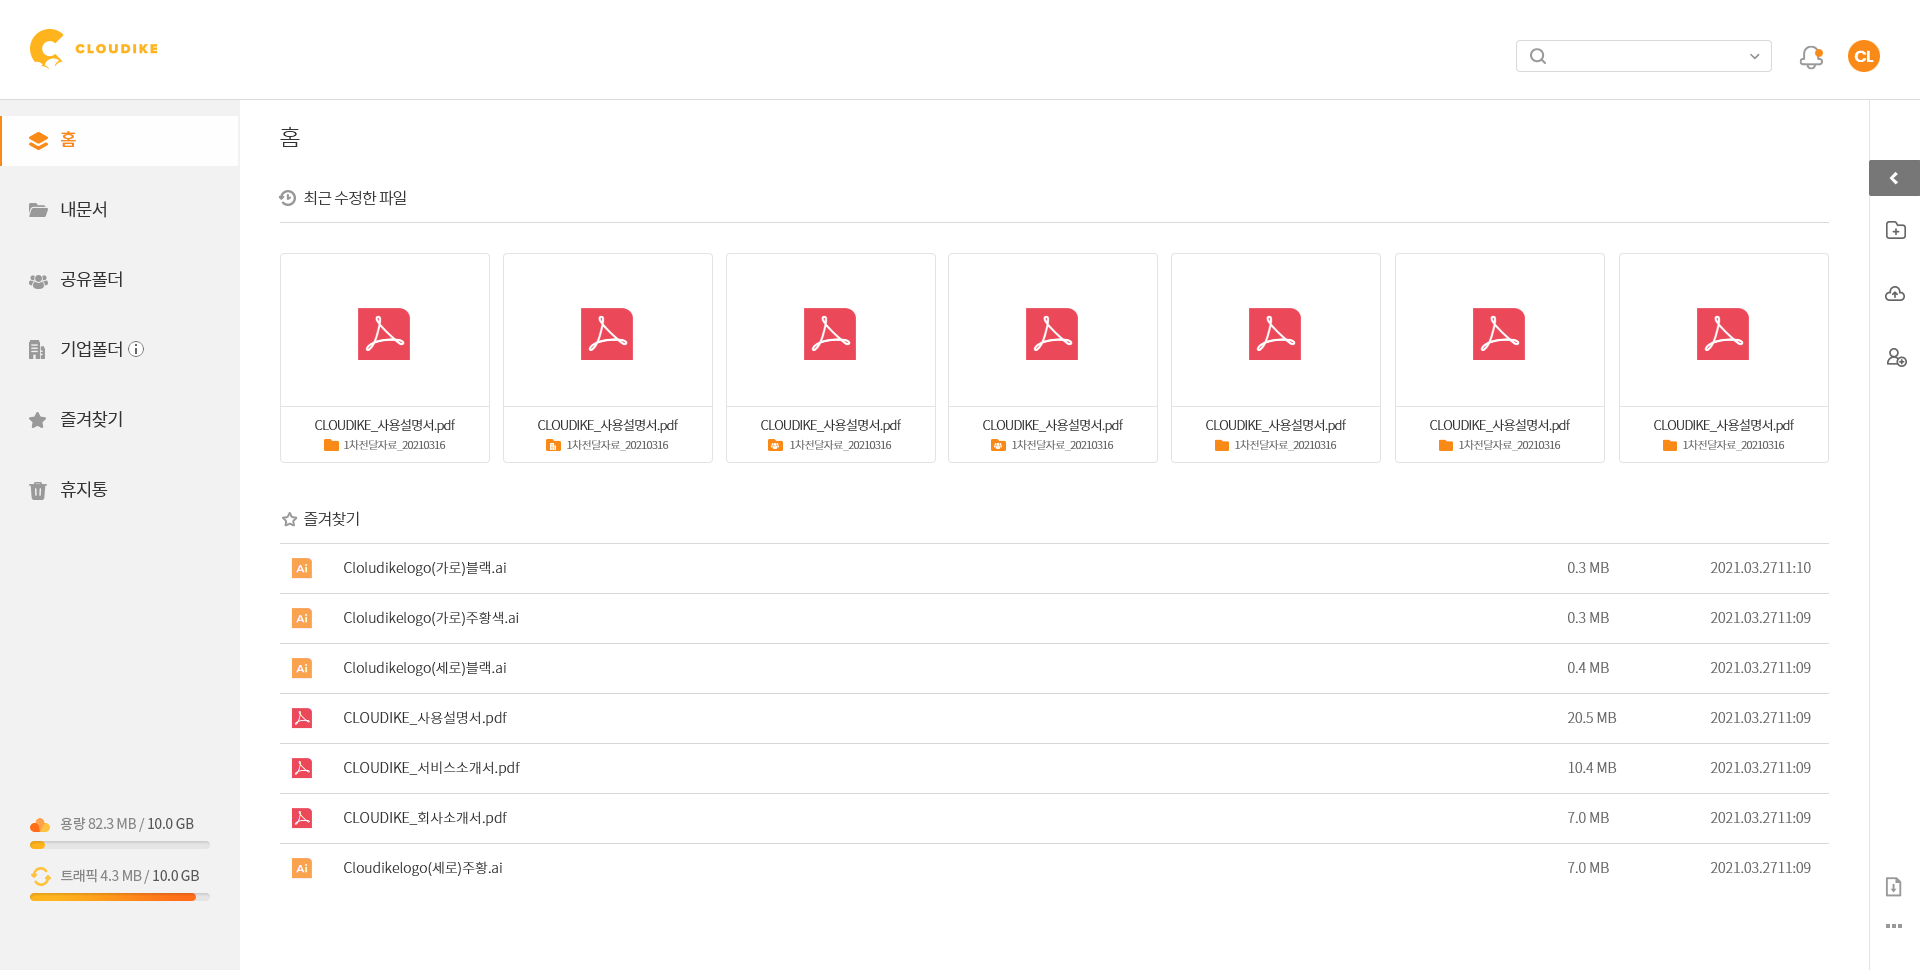 CLOUDIKE
CL
홈
내문서
공유폴더
기업폴더
즐겨찾기
휴지통
용량 82.3 MB / 10.0 GB
트래픽 4.3 MB / 10.0 GB
홈
최근 수정한 파일
CLOUDIKE_사용설명서.pdf
1차전달자료_20210316
CLOUDIKE_사용설명서.pdf
1차전달자료_20210316
CLOUDIKE_사용설명서.pdf
1차전달자료_20210316
CLOUDIKE_사용설명서.pdf
1차전달자료_20210316
CLOUDIKE_사용설명서.pdf
1차전달자료_20210316
CLOUDIKE_사용설명서.pdf
1차전달자료_20210316
CLOUDIKE_사용설명서.pdf
1차전달자료_20210316
즐겨찾기
Ai Cloludikelogo(가로)블랙.ai 0.3 MB 2021.03.2711:10
Ai Cloludikelogo(가로)주황색.ai 0.3 MB 2021.03.2711:09
Ai Cloludikelogo(세로)블랙.ai 0.4 MB 2021.03.2711:09
CLOUDIKE_사용설명서.pdf 20.5 MB 2021.03.2711:09
CLOUDIKE_서비스소개서.pdf 10.4 MB 2021.03.2711:09
CLOUDIKE_회사소개서.pdf 7.0 MB 2021.03.2711:09
Ai Cloudikelogo(세로)주황.ai 7.0 MB 2021.03.2711:09